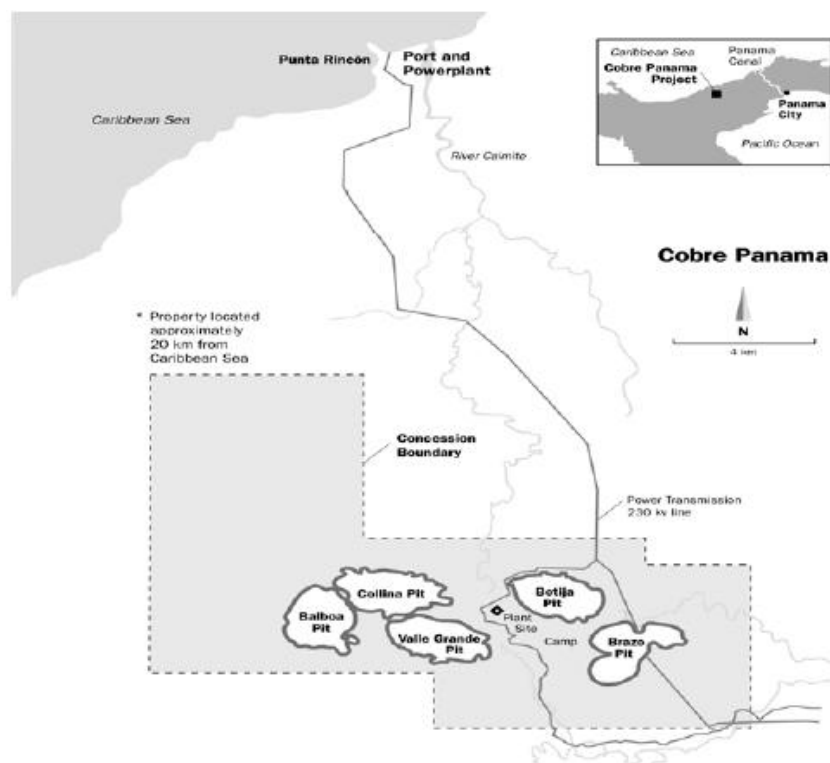 Punta Rincón
Port and
Powerplant
Caribbean Sea
River Caimito
Caribbean Sea
Panama
Canal
Cobre Panama
Project
Panama
City
Pacific Ocean
Cobre Panama
N
4 km
* Property located
approximately
20 km from
Caribbean Sea
Concession
Boundary
Power Transmission
230 kv line
Collina Pit
Balboa
Pit
Valle Grande
Pit
Botija
Pit
Plant
Site
Camp
Brazo
Pit